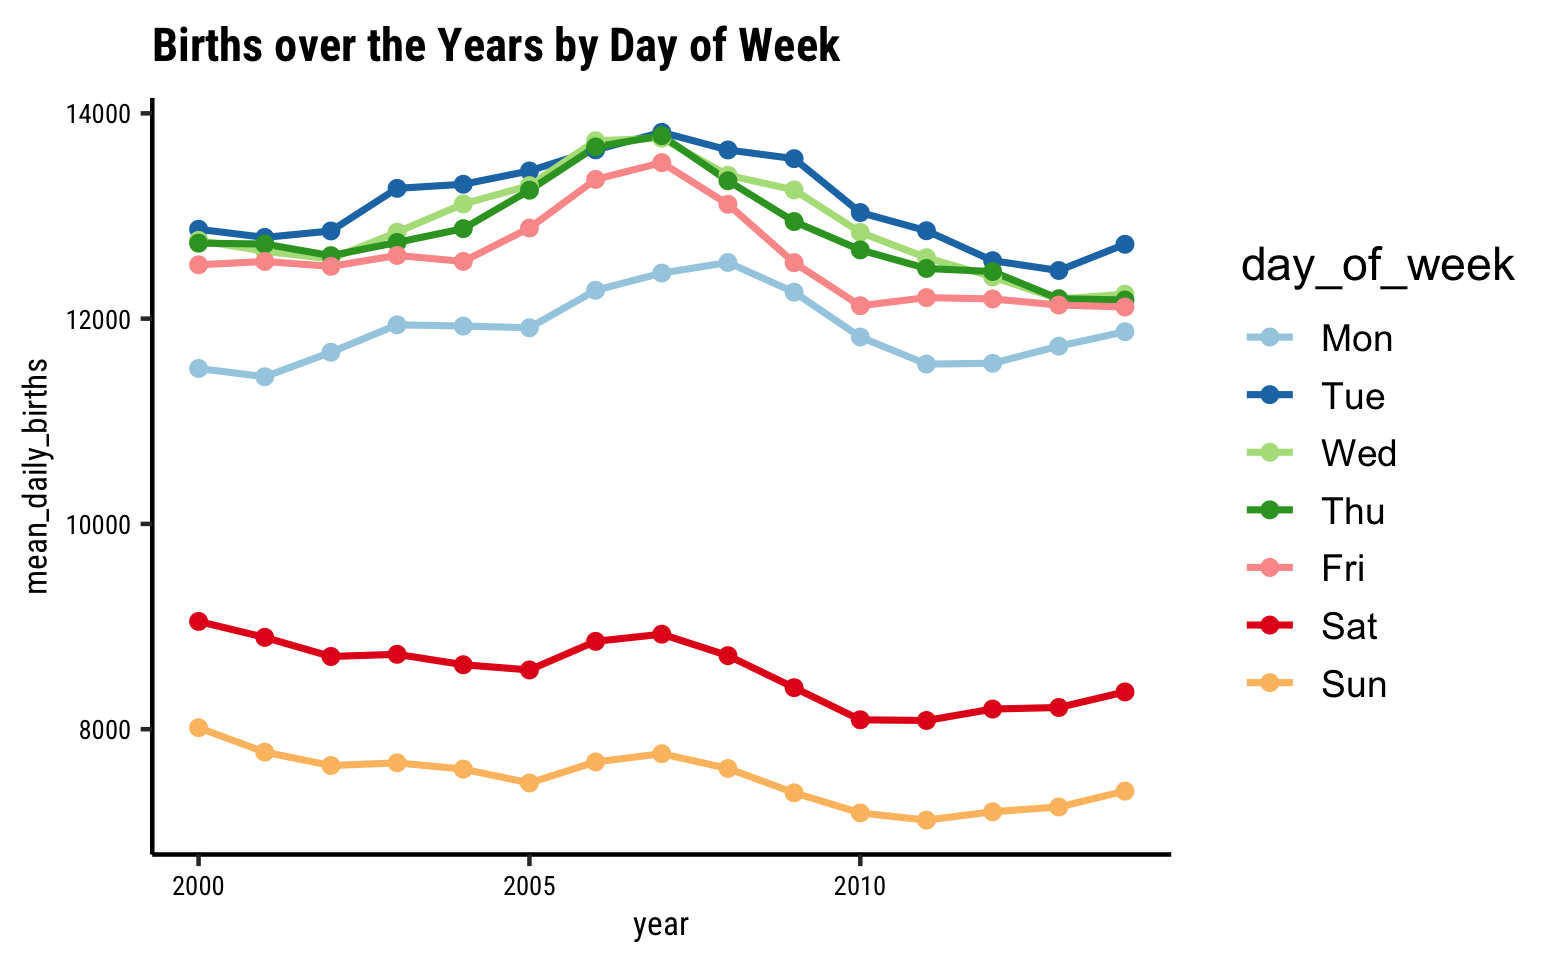 Births over the Years by Day of Week
14000
12000
10000
8000
mean_daily_births
2000
2005
2010
year
day_of_week
Mon
Tue
Wed
Thu
Fri
Sat
Sun